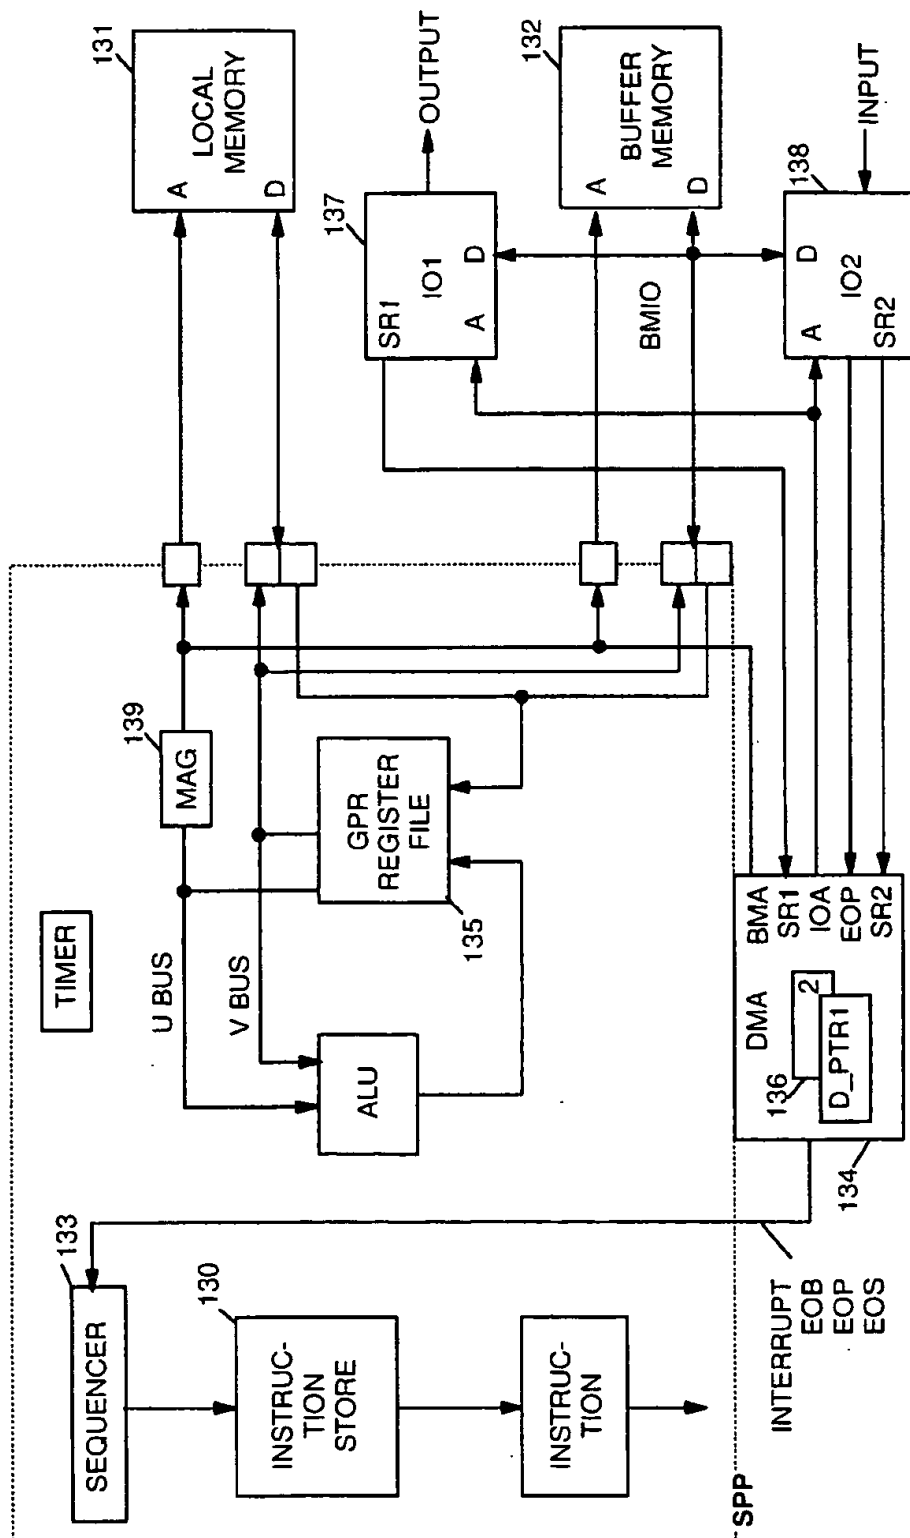 131
LOCAL
MEMORY
A
D
OUTPUT
137
SR1
IO1
A
D
132
BUFFER
MEMORY
A
D
BMIO
INPUT
138
D
IO2
A
SR2
TIMER
139
MAG
U BUS
V BUS
GPR
REGISTER
FILE
135
ALU
133
SEQUENCER
130
INSTRUC-
TION
STORE
INSTRUC-
TION
SPP
DMA
BMA
SR1
IOA
EOP
SR2
136
2
D_PTR1
134
INTERRUPT
EOB
EOP
EOS